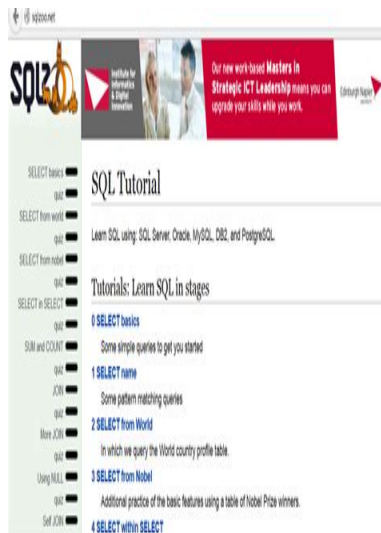 sqlzoo.net
SQL
Institute for
Informatics
& Digital
Innovation
Our new work-based Masters in
Strategic ICT Leadership means you can
upgrade your skills while you work.
Edinburgh Napier
SELECT basics
quiz
SELECT from world
quiz
SELECT from nobel
quiz
SELECT in SELECT
quiz
SUM and COUNT
quiz
JOIN
quiz
More JOIN
quiz
Using NULL
quiz
Self JOIN
SQL Tutorial
Learn SQL using: SQL Server, Oracle, MySQL, DB2, and PostgreSQL.
Tutorials: Learn SQL in stages
0 SELECT basics
Some simple queries to get you started
1 SELECT name
Some pattern matching queries
2 SELECT from World
In which we query the World country profile table.
3 SELECT from Nobel
Additional practice of the basic features using a table of Nobel Prize winners.
4 SELECT within SELECT